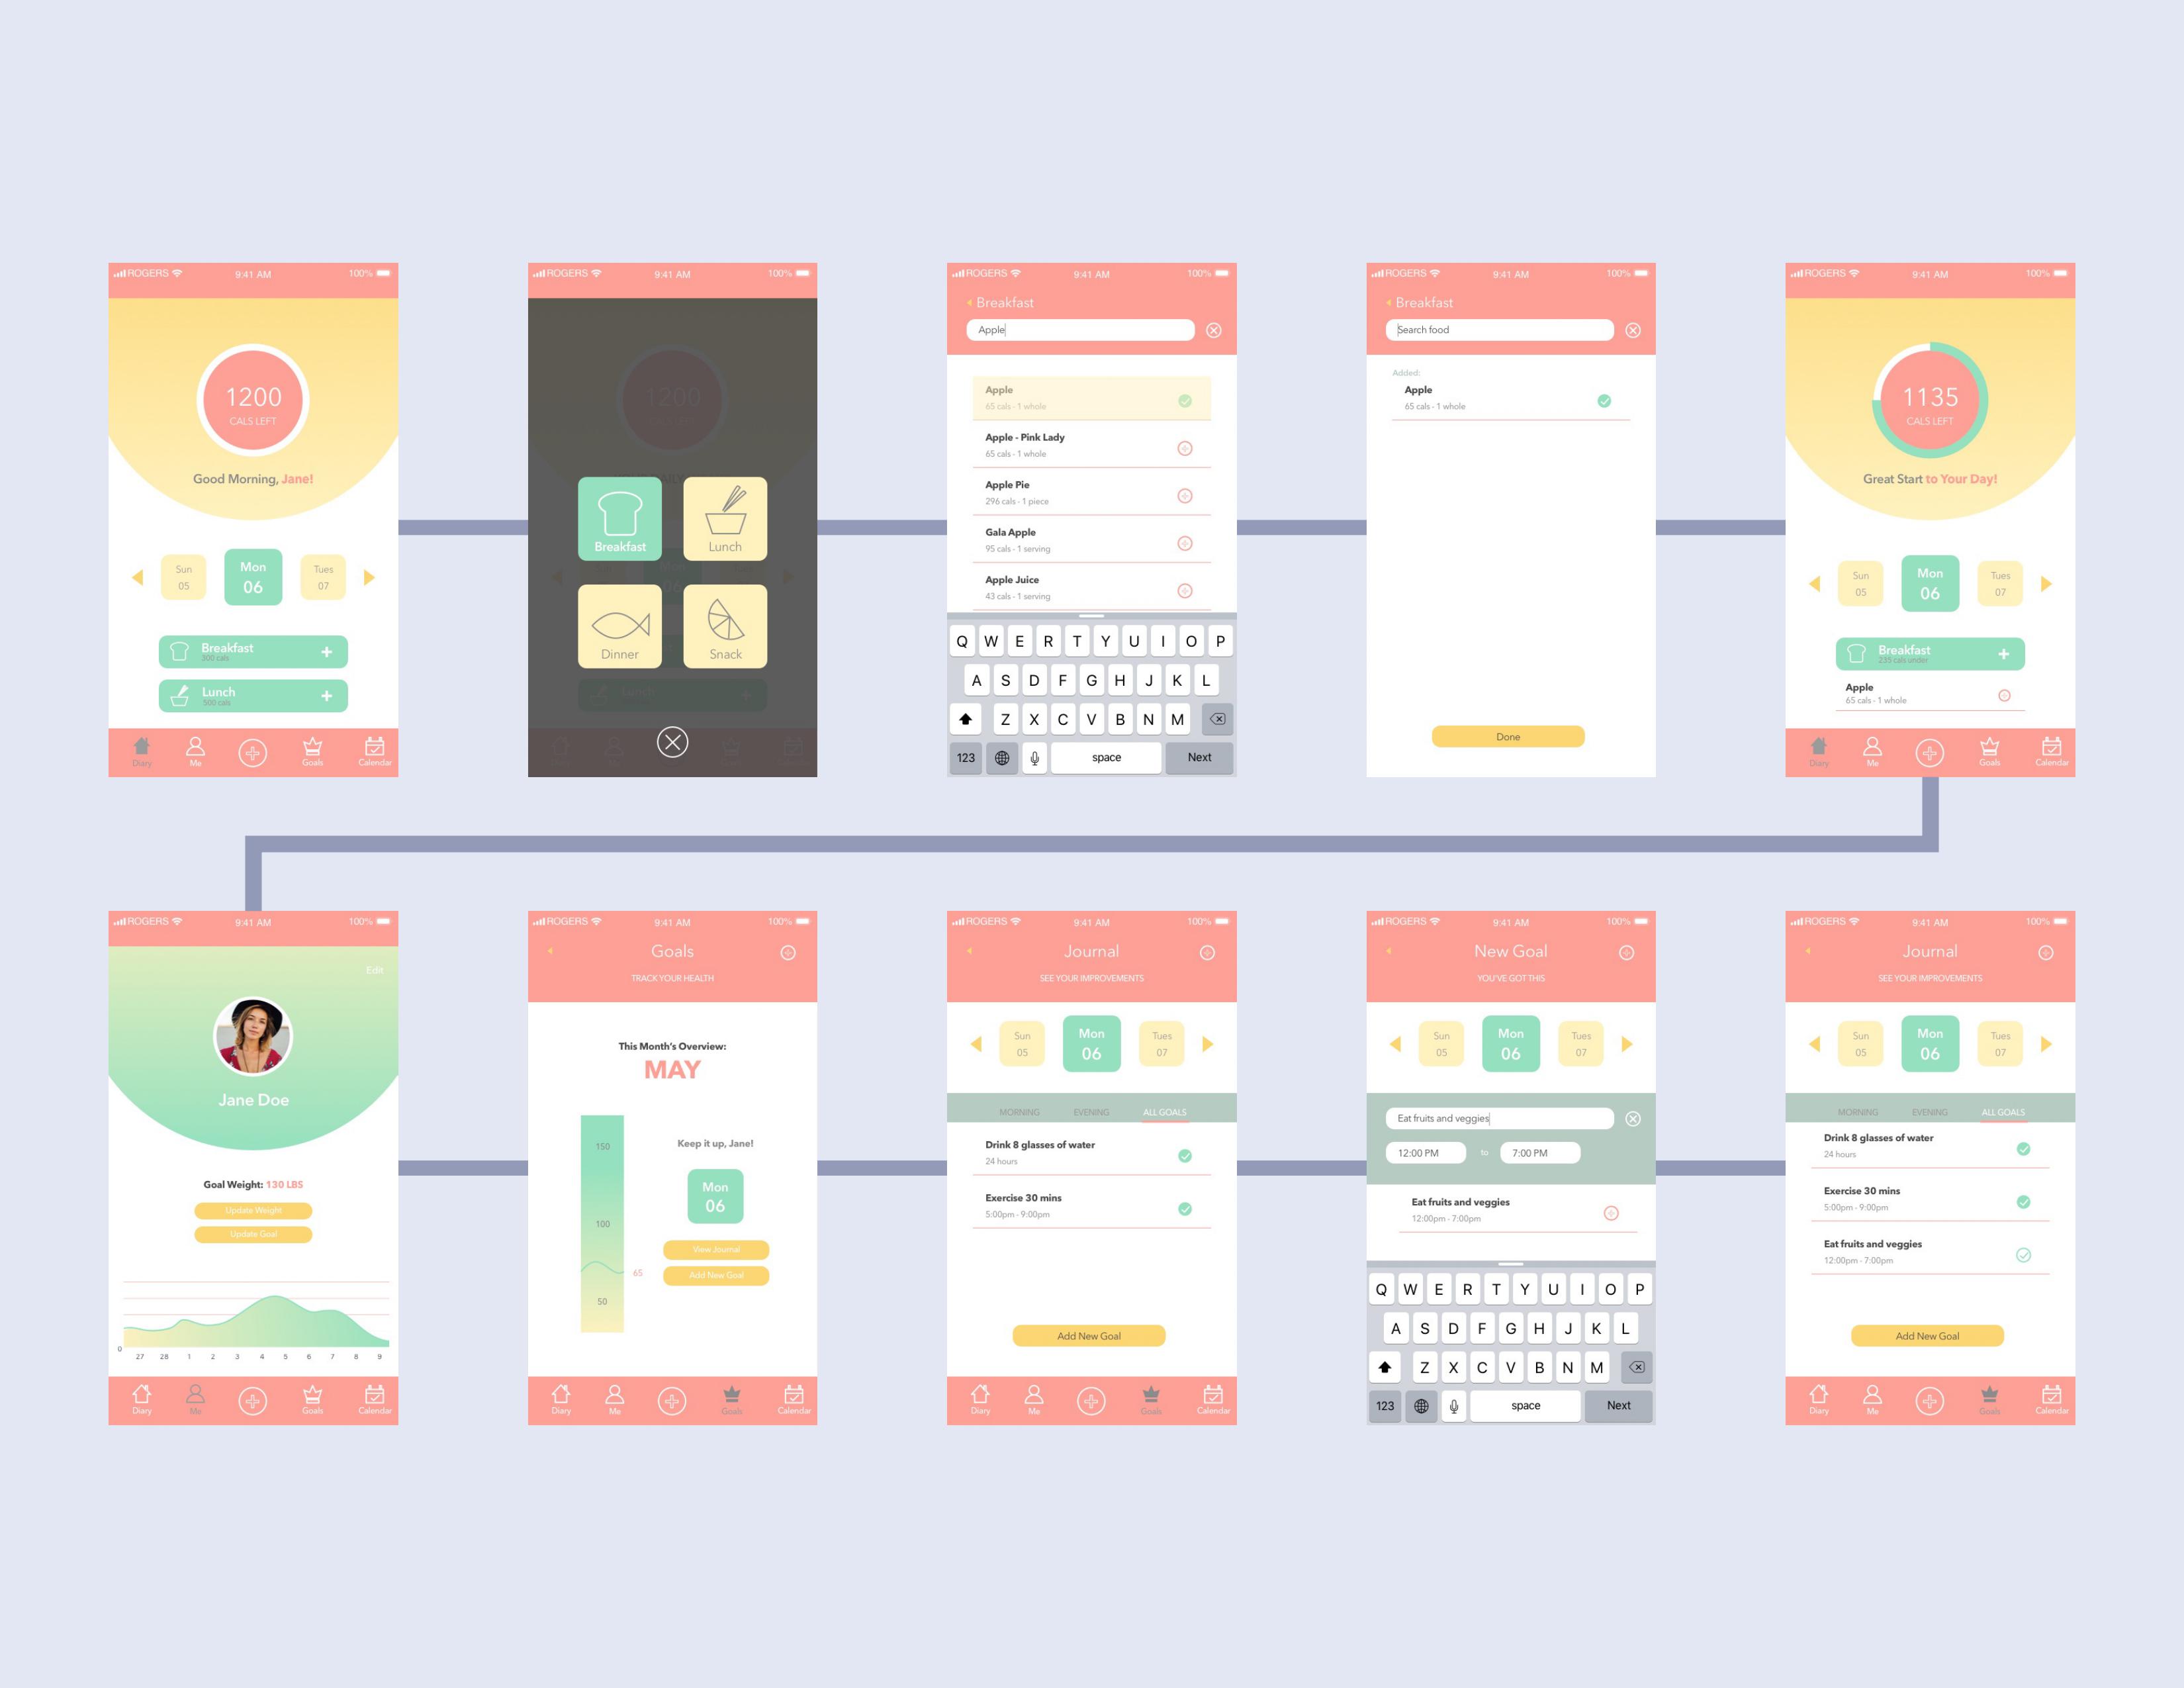 ROGERS 9:41 AM 100%
1200
CALS LEFT
Good Morning, Jane!
Sun 05
Mon 06
Tues 07
Breakfast
300 cals
Lunch
500 cals
Diary Me Goals Calendar
ROGERS 9:41 AM 100%
1200
Breakfast
Lunch
Dinner
Snack
ROGERS 9:41 AM 100%
Breakfast
Apple
Apple
65 cals - 1 whole
Apple - Pink Lady
65 cals - 1 whole
Apple Pie
296 cals - 1 piece
Gala Apple
95 cals - 1 serving
Apple Juice
43 cals - 1 serving
Q W E R T Y U I O P
A S D F G H J K L
Z X C V B N M
123 space Next
ROGERS 9:41 AM 100%
Breakfast
Search food
Added:
Apple
65 cals - 1 whole
Done
ROGERS 9:41 AM 100%
1135
CALS LEFT
Great Start to Your Day!
Sun 05
Mon 06
Tues 07
Breakfast
235 cals under
Apple
65 cals - 1 whole
Diary Me Goals Calendar
ROGERS 9:41 AM 100%
Edit
Jane Doe
Goal Weight: 130 LBS
Update Weight
Update Goal
0
27 28 1 2 3 4 5 6 7 8 9
Diary Me Goals Calendar
ROGERS 9:41 AM 100%
Goals
TRACK YOUR HEALTH
This Month's Overview:
MAY
150
100
65
50
Keep it up, Jane!
Mon
06
View Journal
Add New Goal
Diary Me Goals Calendar
ROGERS 9:41 AM 100%
Journal
SEE YOUR IMPROVEMENTS
Sun 05
Mon 06
Tues 07
MORNING EVENING ALL GOALS
Drink 8 glasses of water
24 hours
Exercise 30 mins
5:00pm - 9:00pm
Add New Goal
Diary Me Goals Calendar
ROGERS 9:41 AM 100%
New Goal
YOU'VE GOT THIS
Sun 05
Mon 06
Tues 07
Eat fruits and veggies
12:00 PM to 7:00 PM
Eat fruits and veggies
12:00pm - 7:00pm
Q W E R T Y U I O P
A S D F G H J K L
Z X C V B N M
123 space Next
ROGERS 9:41 AM 100%
Journal
SEE YOUR IMPROVEMENTS
Sun 05
Mon 06
Tues 07
MORNING EVENING ALL GOALS
Drink 8 glasses of water
24 hours
Exercise 30 mins
5:00pm - 9:00pm
Eat fruits and veggies
12:00pm - 7:00pm
Add New Goal
Diary Me Goals Calendar